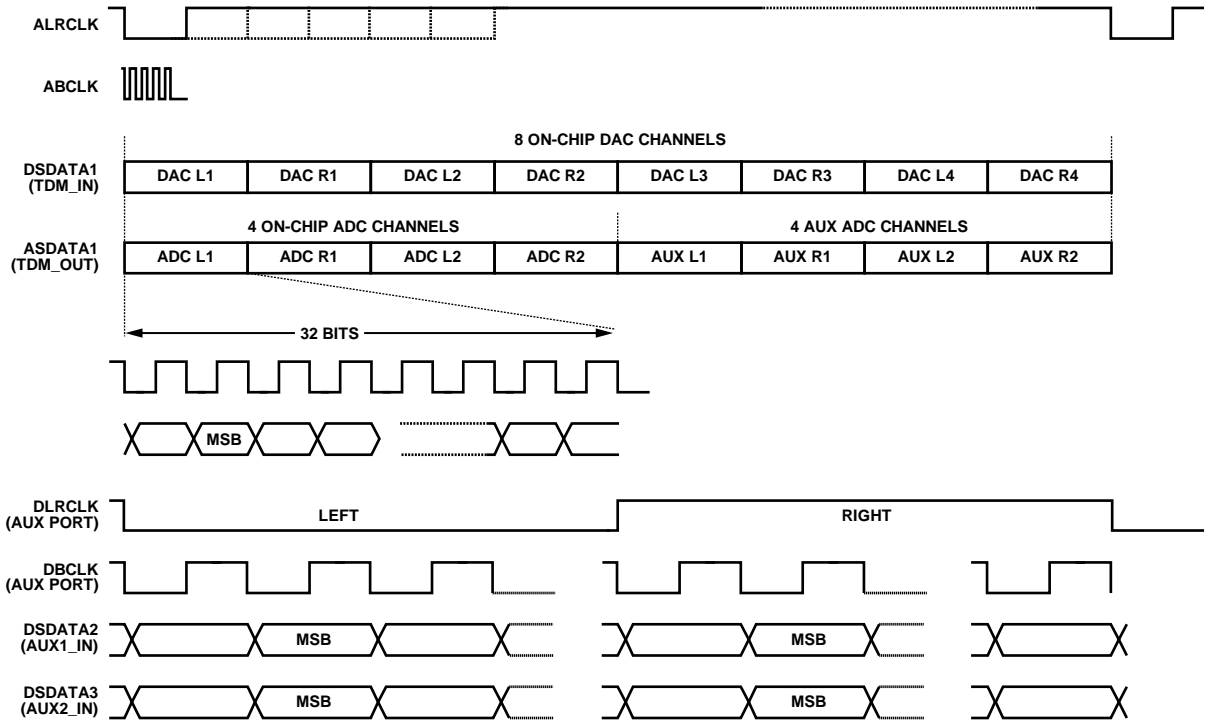 ALRCLK
ABCLK
8 ON-CHIP DAC CHANNELS
DSDATA1
(TDM_IN)
DAC L1 DAC R1 DAC L2 DAC R2 DAC L3 DAC R3 DAC L4 DAC R4
4 ON-CHIP ADC CHANNELS 4 AUX ADC CHANNELS
ASDATA1
(TDM_OUT)
ADC L1 ADC R1 ADC L2 ADC R2 AUX L1 AUX R1 AUX L2 AUX R2
32 BITS
MSB
DLRCLK
(AUX PORT)
LEFT RIGHT
DBCLK
(AUX PORT)
DSDATA2
(AUX1_IN)
MSB MSB
DSDATA3
(AUX2_IN)
MSB MSB